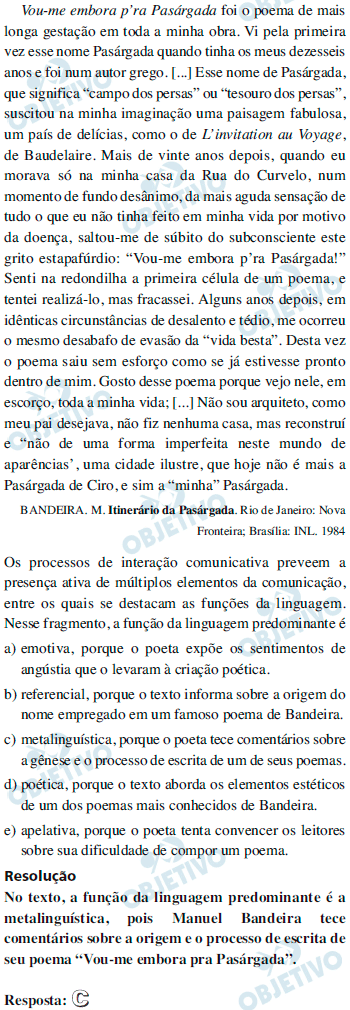 Vou-me embora p'ra Pasárgada foi o poema de mais
longa gestação em toda a minha obra. Vi pela primeira
vez esse nome Pasárgada quando tinha os meus dezesseis
anos e foi num autor grego. [...] Esse nome de Pasárgada,
que significa “campo dos persas” ou “tesouro dos persas”,
suscitou na minha imaginação uma paisagem fabulosa,
um país de delícias, como o de L'invitation au Voyage,
de Baudelaire. Mais de vinte anos depois, quando eu
morava só na minha casa da Rua do Curvelo, num
momento de fundo desânimo, da mais aguda sensação de
tudo o que eu não tinha feito em minha vida por motivo
da doença, saltou-me de súbito do subconsciente este
grito estapafúrdio: “Vou-me embora p'ra Pasárgada!”
Senti na redondilha a primeira célula de um poema, e
tentei realizá-lo, mas fracassei. Alguns anos depois, em
idênticas circunstâncias de desalento e tédio, me ocorreu
o mesmo desabafo de evasão da “vida besta”. Desta vez
o poema saiu sem esforço como se já estivesse pronto
dentro de mim. Gosto desse poema porque vejo nele, em
escorço, toda a minha vida; [...] Não sou arquiteto, como
meu pai desejava, não fiz nenhuma casa, mas reconstruí
e “não de uma forma imperfeita neste mundo de
aparências’, uma cidade ilustre, que hoje não é mais a
Pasárgada de Ciro, e sim a “minha” Pasárgada.
BANDEIRA. M. Itinerário da Pasárgada. Rio de Janeiro: Nova
Fronteira; Brasília: INL. 1984
Os processos de interação comunicativa preveem a
presença ativa de múltiplos elementos da comunicação,
entre os quais se destacam as funções da linguagem.
Nesse fragmento, a função da linguagem predominante é
a) emotiva, porque o poeta expõe os sentimentos de
angústia que o levaram à criação poética.
b) referencial, porque o texto informa sobre a origem do
nome empregado em um famoso poema de Bandeira.
c) metalinguística, porque o poeta tece comentários sobre
a gênese e o processo de escrita de um de seus poemas.
d) poética, porque o texto aborda os elementos estéticos
de um dos poemas mais conhecidos de Bandeira.
e) apelativa, porque o poeta tenta convencer os leitores
sobre sua dificuldade de compor um poema.
Resolução
No texto, a função da linguagem predominante é a
metalinguística, pois Manuel Bandeira tece
comentários sobre a origem e o processo de escrita de
seu poema “Vou-me embora pra Pasárgada”.
Resposta: C